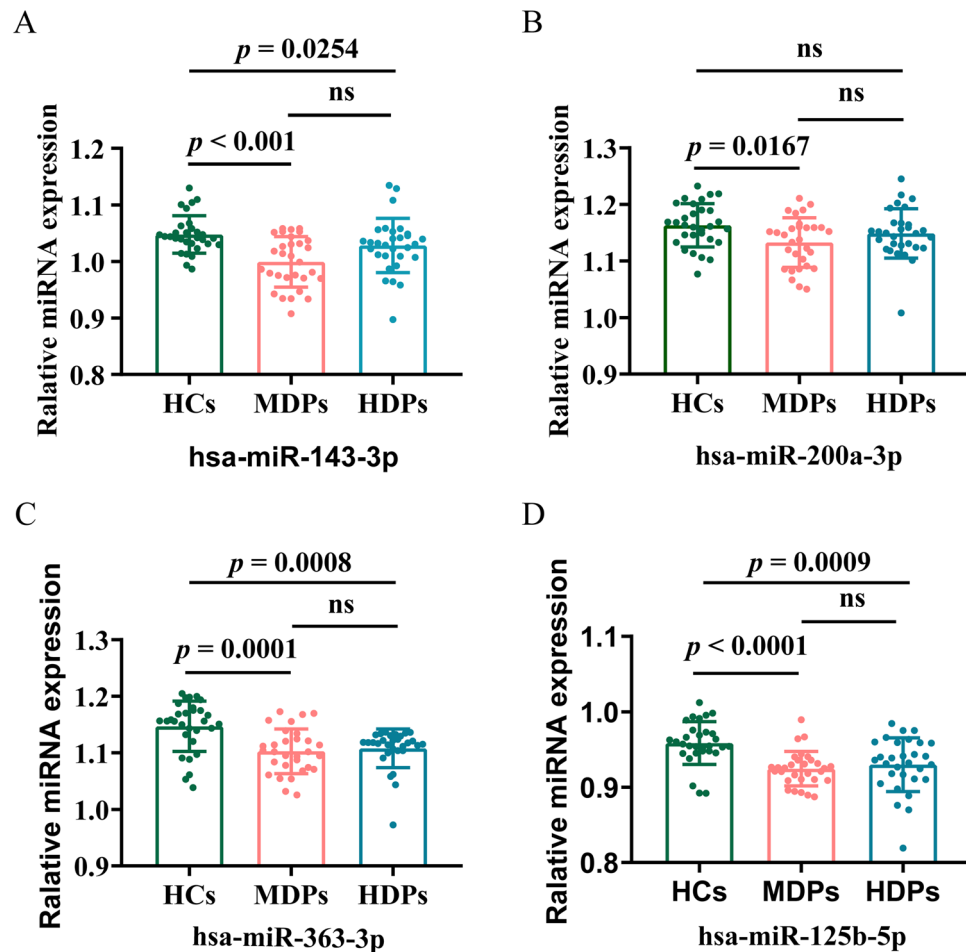 A
p = 0.0254
ns
p < 0.001
Ralative miRNA expression
1.2
1.1
1.0
0.9
0.8
HCs MDPs HDPs
hsa-miR-143-3p
B
ns
ns
p = 0.0167
Ralative miRNA expression
1.3
1.2
1.1
1.0
0.9
HCs MDPs HDPs
hsa-miR-200a-3p
C
p = 0.0008
ns
p = 0.0001
Ralative miRNA expression
1.3
1.2
1.1
1.0
0.9
HCs MDPs HDPs
hsa-miR-363-3p
D
p = 0.0009
ns
p < 0.0001
Ralative miRNA expression
1.1
1.0
0.9
0.8
HCs MDPs HDPs
hsa-miR-125b-5p